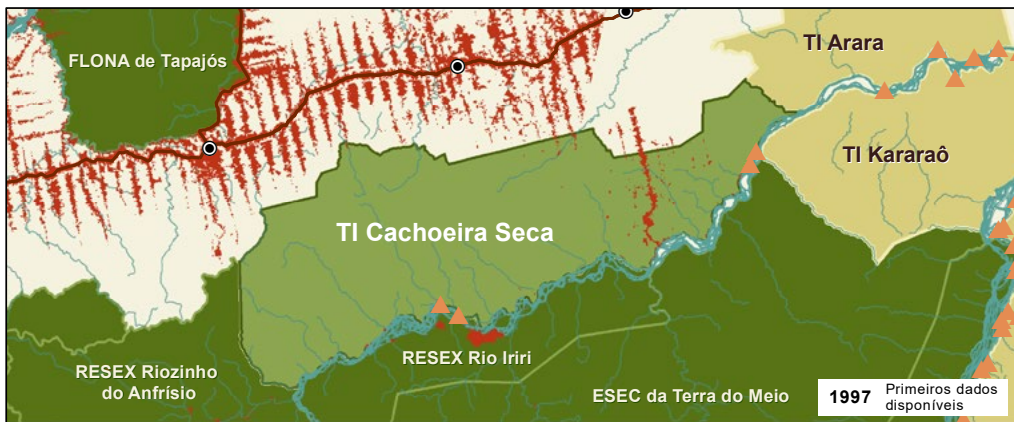 FLONA de Tapajós
TI Arara
TI Kararaô
TI Cachoeira Seca
RESEX Rio Iriri
RESEX Riozinho
do Anfrísio
ESEC da Terra do Meio
1997 Primeiros dados
disponíveis